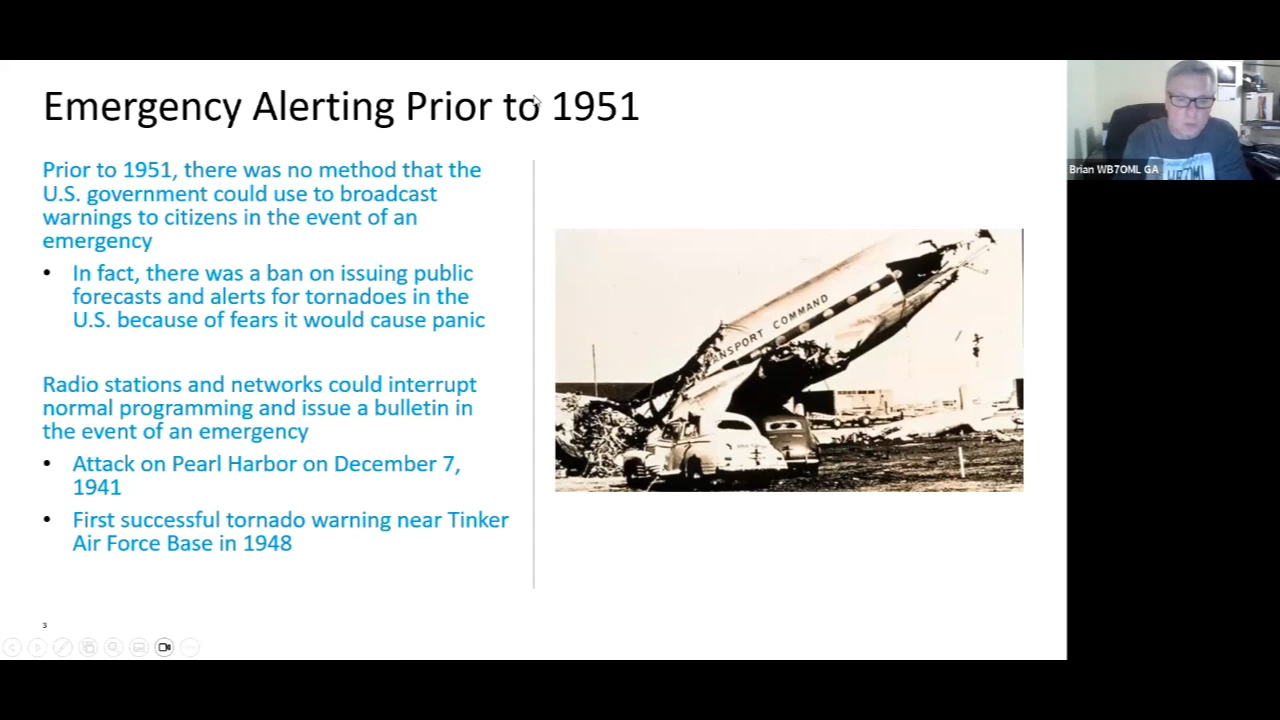 Emergency Alerting Prior to 1951
Prior to 1951, there was no method that the
U.S. government could use to broadcast
warnings to citizens in the event of an
emergency
• In fact, there was a ban on issuing public
forecasts and alerts for tornadoes in the
U.S. because of fears it would cause panic
Radio stations and networks could interrupt
normal programming and issue a bulletin in
the event of an emergency
• Attack on Pearl Harbor on December 7,
1941
• First successful tornado warning near Tinker
Air Force Base in 1948
3
ANSPORT COMMAND
Brian WB7OML GA
WB7OML